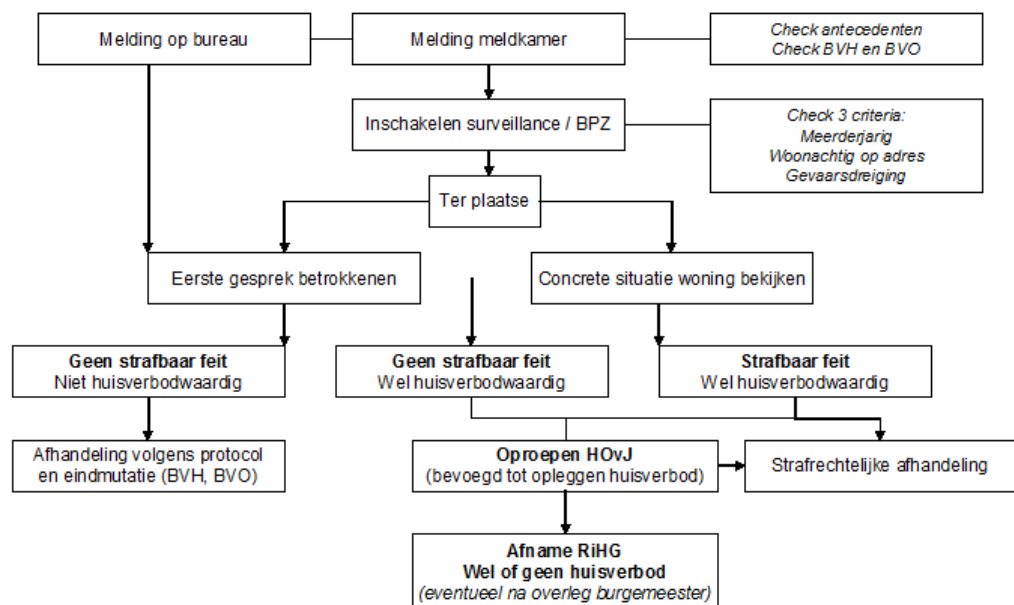 Melding op bureau
Melding meldkamer
Check antecedenten
Check BVH en BVO
Inschakelen surveillance / BPZ
Check 3 criteria:
Meerderjarig
Woonachtig op adres
Gevaarsdreiging
Ter plaatse
Eerste gesprek betrokkenen
Concrete situatie woning bekijken
Geen strafbaar feit
Niet huisverbodwaardig
Geen strafbaar feit
Wel huisverbodwaardig
Strafbaar feit
Wel huisverbodwaardig
Afhandeling volgens protocol
en eindmutatie (BVH, BVO)
Oproepen HOvJ
(bevoegd tot opleggen huisverbod)
Strafrechtelijke afhandeling
Afname RiHG
Wel of geen huisverbod
(eventueel na overleg burgemeester)